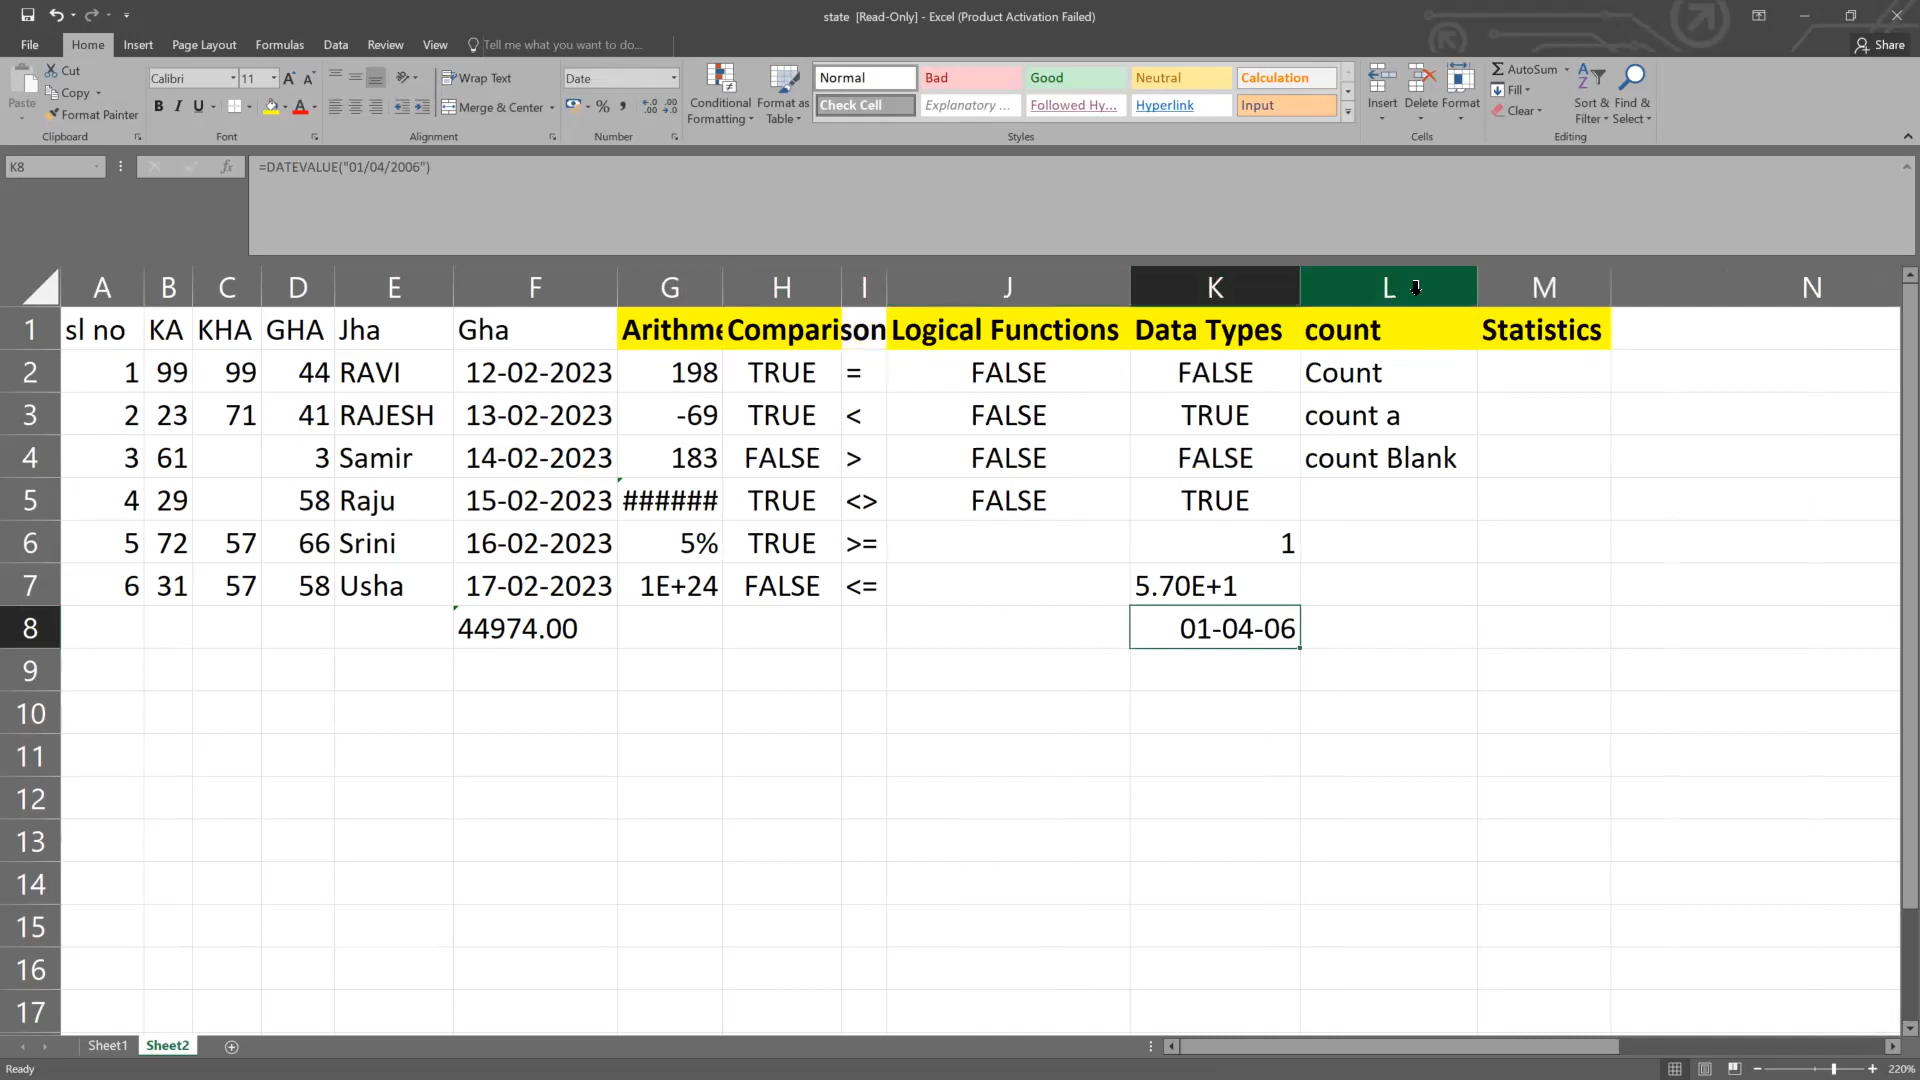 state [Read-Only] - Excel (Product Activation Failed)
File Home Insert Page Layout Formulas Data Review View Tell me what you want to do... Share
Paste Cut Copy Format Painter Clipboard
Calibri 11 A A B I U A Font
Wrap Text Merge & Center Alignment
Date % , Number
Conditional Formatting Format as Table
Normal Bad Good Neutral Calculation
Check Cell Explanatory ... Followed Hy... Hyperlink Input
Styles
Insert Delete Format Cells
AutoSum Fill Clear Sort & Filter Find & Select Editing
K8 fx =DATEVALUE("01/04/2006")
A B C D E F G H I J K L M N
1 sl no KA KHA GHA Jha Gha Arithme Comparison Logical Functions Data Types count Statistics
2 1 99 99 44 RAVI 12-02-2023 198 TRUE = FALSE FALSE Count
3 2 23 71 41 RAJESH 13-02-2023 -69 TRUE < FALSE TRUE count a
4 3 61 3 Samir 14-02-2023 183 FALSE > FALSE FALSE count Blank
5 4 29 58 Raju 15-02-2023 ###### TRUE <> FALSE TRUE
6 5 72 57 66 Srini 16-02-2023 5% TRUE >= 1
7 6 31 57 58 Usha 17-02-2023 1E+24 FALSE <= 5.70E+1
8 44974.00 01-04-06
9
10
11
12
13
14
15
16
17
Sheet1 Sheet2
Ready 220%